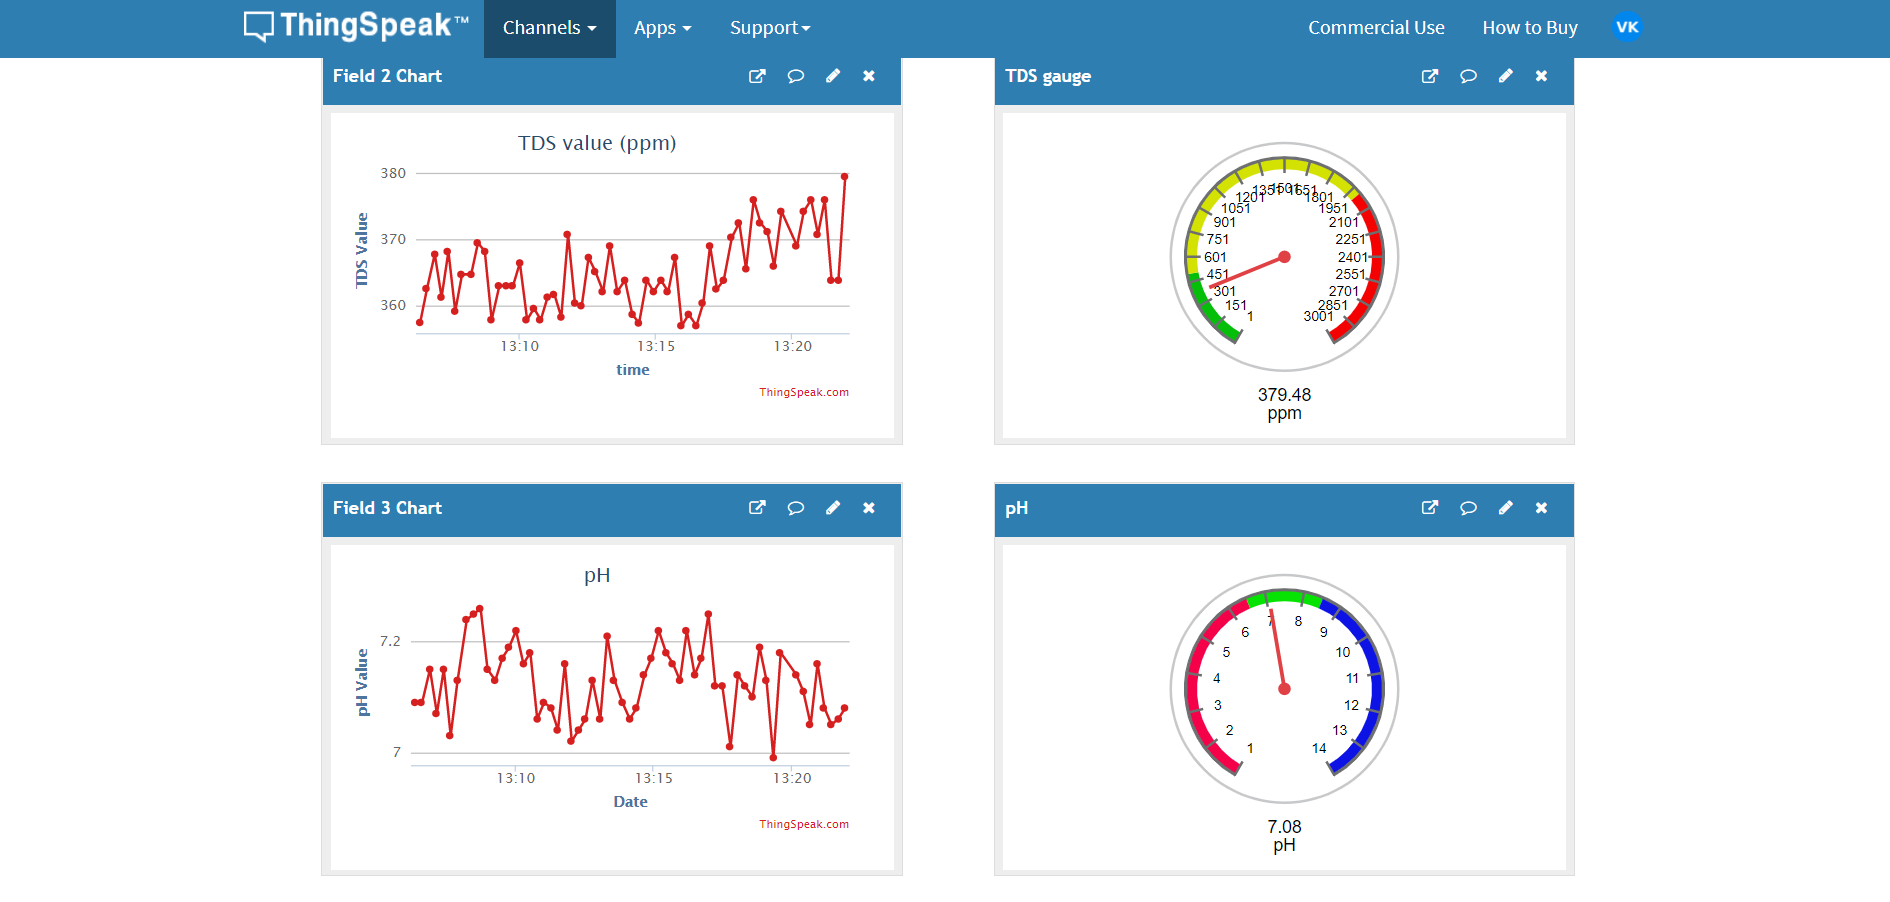 ThingSpeak™ Channels Apps Support Commercial Use How to Buy VK
Field 2 Chart
TDS value (ppm)
380
370
360
TDS Value
13:10 13:15 13:20
time
ThingSpeak.com
TDS gauge
1
151
301
451
601
751
901
1051
1201
1351
1501
1651
1801
1951
2101
2251
2401
2551
2701
2851
3001
379.48
ppm
Field 3 Chart
pH
7.2
7
pH Value
13:10 13:15 13:20
Date
ThingSpeak.com
pH
1
2
3
4
5
6
7
8
9
10
11
12
13
14
7.08
pH